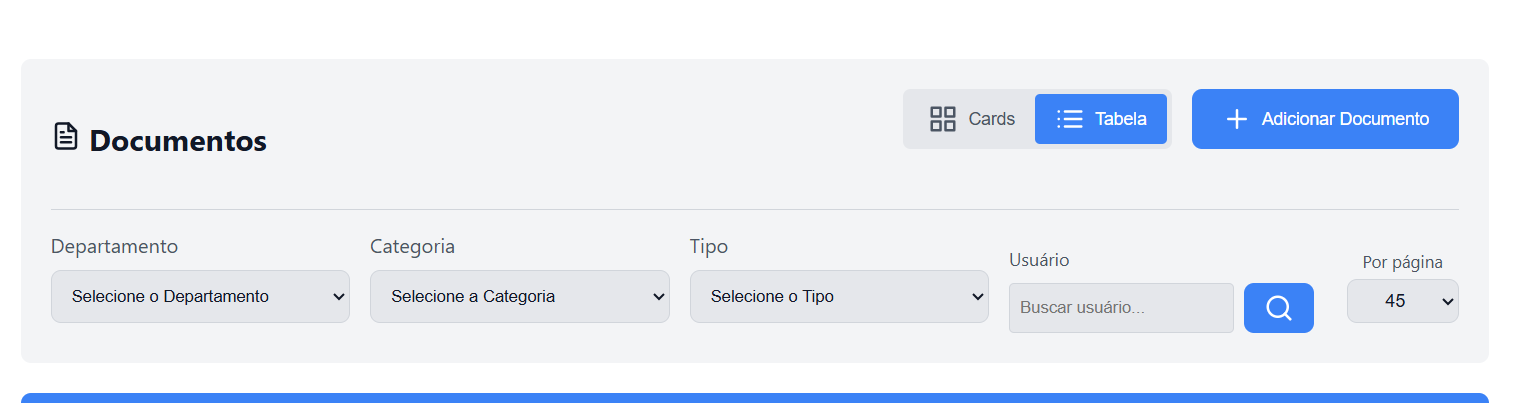 Documentos
Cards
Tabela
Adicionar Documento
Departamento
Categoria
Tipo
Usuário
Por página
Selecione o Departamento
Selecione a Categoria
Selecione o Tipo
Buscar usuário...
45